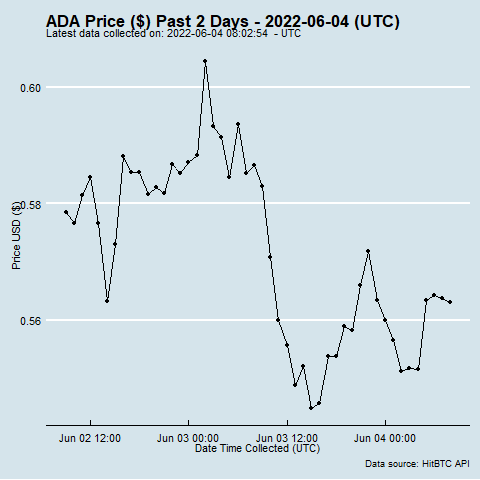 ADA Price ($) Past 2 Days - 2022-06-04 (UTC)
Latest data collected on: 2022-06-04 08:02:54 - UTC
0.60
0.58
0.56
Price USD ($)
Jun 02 12:00
Jun 03 00:00
Jun 03 12:00
Jun 04 00:00
Date Time Collected (UTC)
Data source: HitBTC API